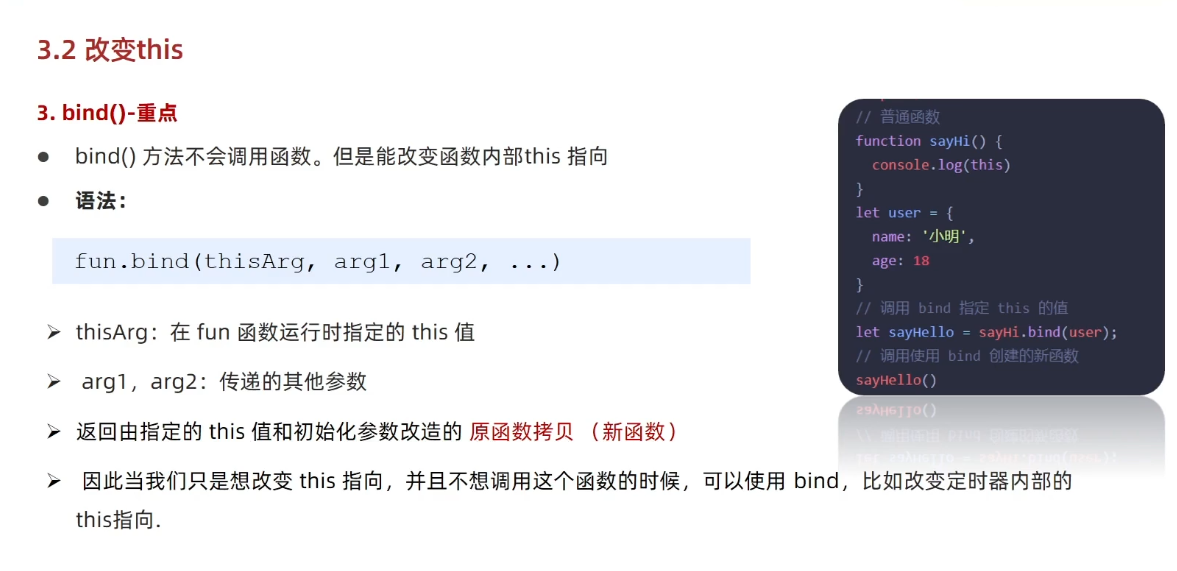 3.2 改变this
3. bind()-重点
● bind() 方法不会调用函数。但是能改变函数内部this 指向
● 语法：
fun.bind(thisArg, arg1, arg2, ...)
➢ thisArg：在 fun 函数运行时指定的 this 值
➢ arg1，arg2：传递的其他参数
➢ 返回由指定的 this 值和初始化参数改造的 原函数拷贝 （新函数）
➢ 因此当我们只是想改变 this 指向，并且不想调用这个函数的时候，可以使用 bind，比如改变定时器内部的
this指向.
// 普通函数
function sayHi() {
  console.log(this)
}
let user = {
  name: '小明',
  age: 18
}
// 调用 bind 指定 this 的值
let sayHello = sayHi.bind(user);
// 调用使用 bind 创建的新函数
sayHello()